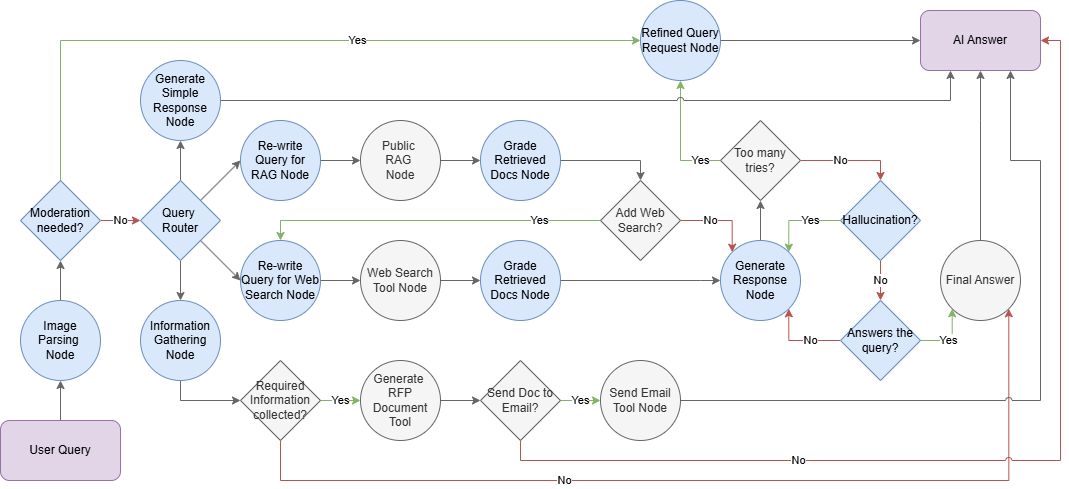 Refined Query
Request Node
AI Answer
Yes
Generate
Simple
Response
Node
Re-write
Query for
RAG Node
Public
RAG
Node
Grade
Retrieved
Docs Node
Too many
tries?
Yes
No
Moderation
needed?
No
Query
Router
Yes
Add Web
Search?
No
Yes
Hallucination?
Re-write
Query for Web
Search Node
Web Search
Tool Node
Grade
Retrieved
Docs Node
Generate
Response
Node
No
Final Answer
Image
Parsing
Node
Information
Gathering
Node
No
Answers the
query?
Yes
Required
Information
collected?
Yes
Generate
RFP
Document
Tool
Send Doc to
Email?
Yes
Send Email
Tool Node
User Query
No
No